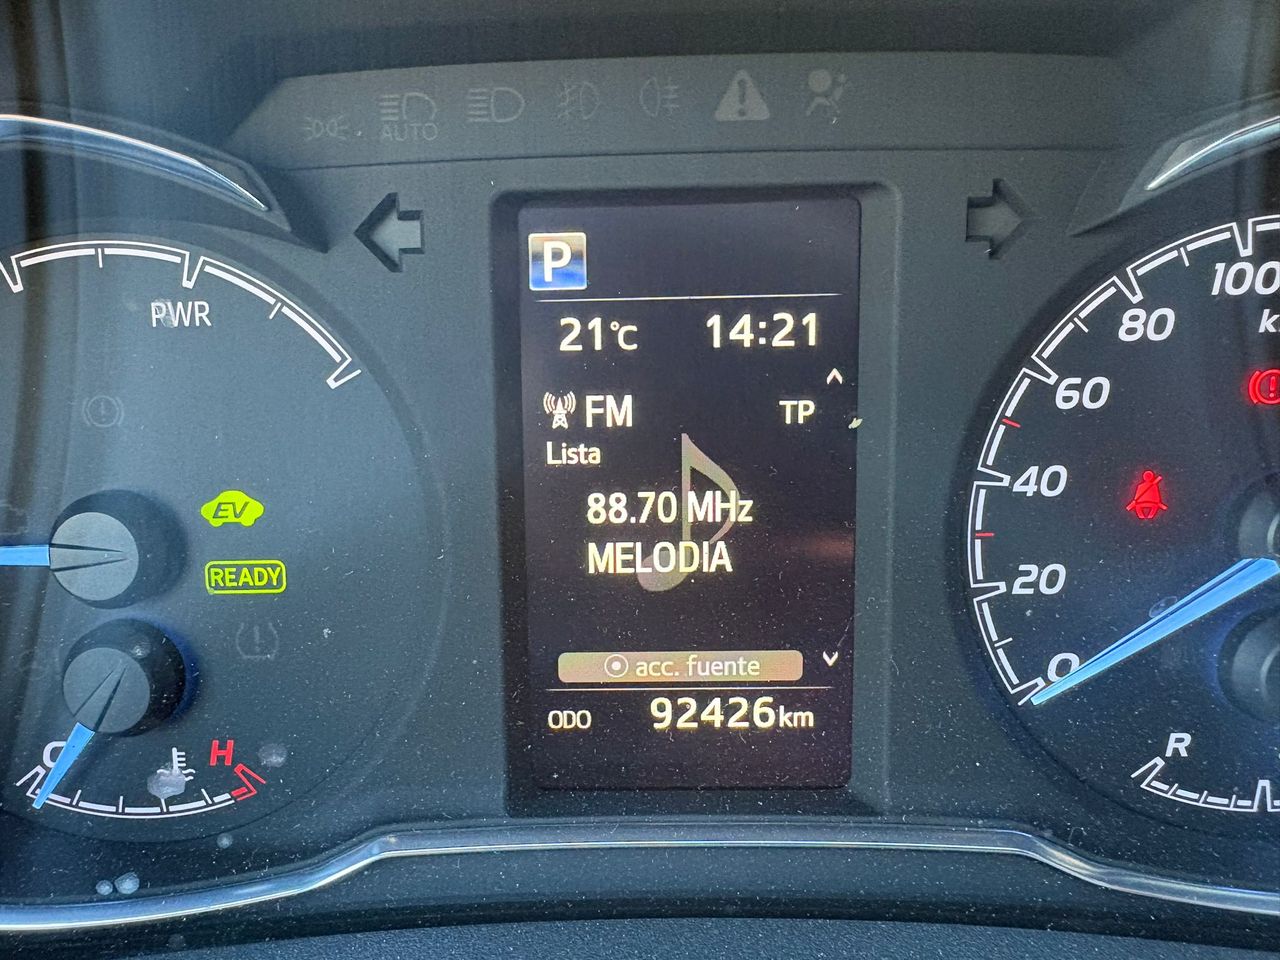 AUTO
P
21°C 14:21
FM TP
Lista
88.70 MHz
MELODIA
acc. fuente
ODO 92426km
PWR
EV
READY
C H
100
80
60
40
20
0
R